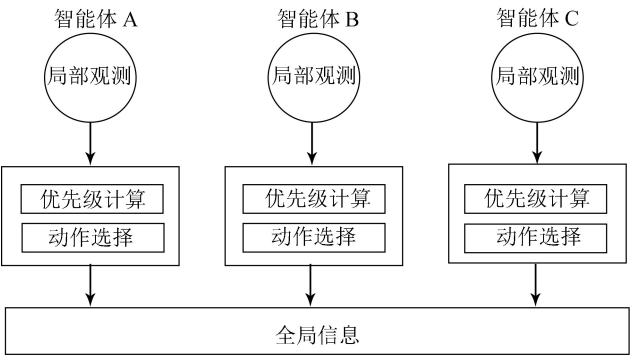 智能体 A
智能体 B
智能体 C
局部观测
局部观测
局部观测
优先级计算
优先级计算
优先级计算
动作选择
动作选择
动作选择
全局信息